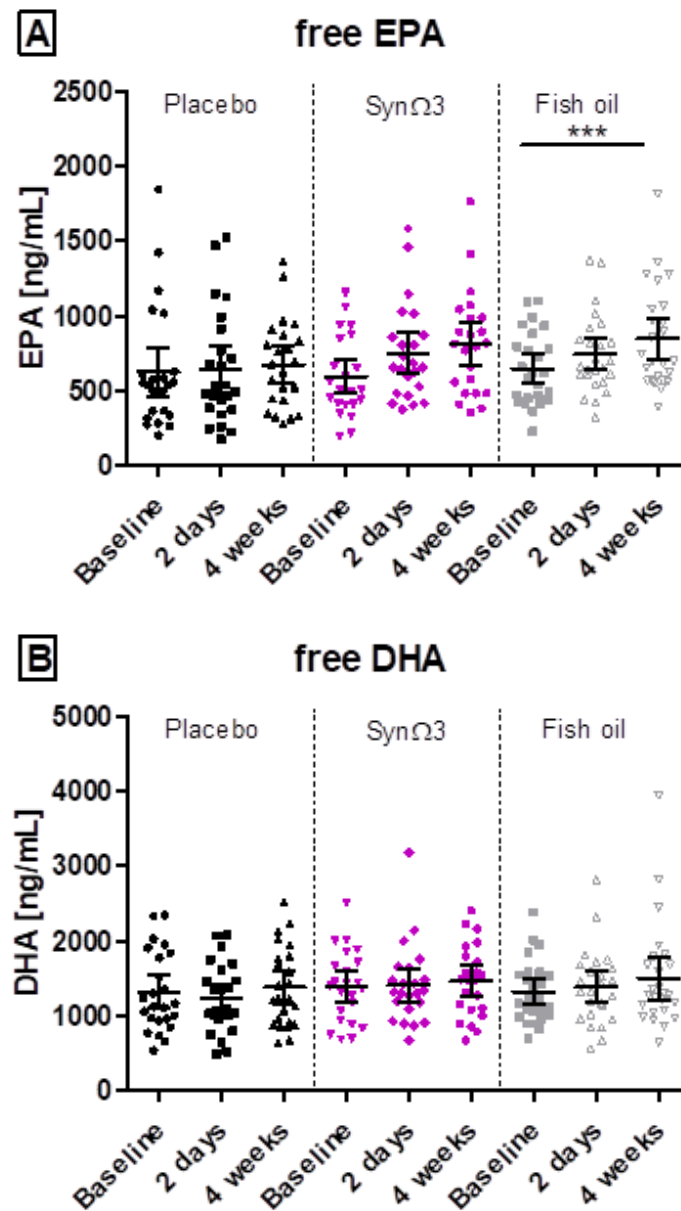 A free EPA
2500
2000
1500
1000
500
0
EPA [ng/mL]
Placebo SynΩ3 Fish oil
***
Baseline 2 days 4 weeks Baseline 2 days 4 weeks Baseline 2 days 4 weeks
B free DHA
5000
4000
3000
2000
1000
0
DHA [ng/mL]
Placebo SynΩ3 Fish oil
Baseline 2 days 4 weeks Baseline 2 days 4 weeks Baseline 2 days 4 weeks